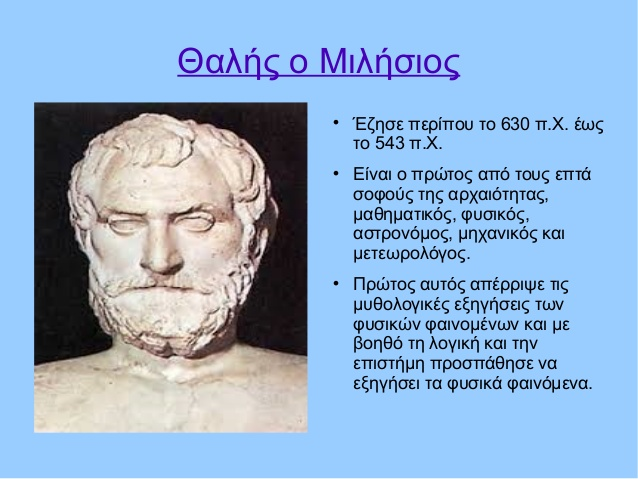 Θαλής ο Μιλήσιος
• Έζησε περίπου το 630 π.Χ. έως
το 543 π.Χ.
• Είναι ο πρώτος από τους επτά
σοφούς της αρχαιότητας,
μαθηματικός, φυσικός,
αστρονόμος, μηχανικός και
μετεωρολόγος.
• Πρώτος αυτός απέρριψε τις
μυθολογικές εξηγήσεις των
φυσικών φαινομένων και με
βοηθό τη λογική και την
επιστήμη προσπάθησε να
εξηγήσει τα φυσικά φαινόμενα.